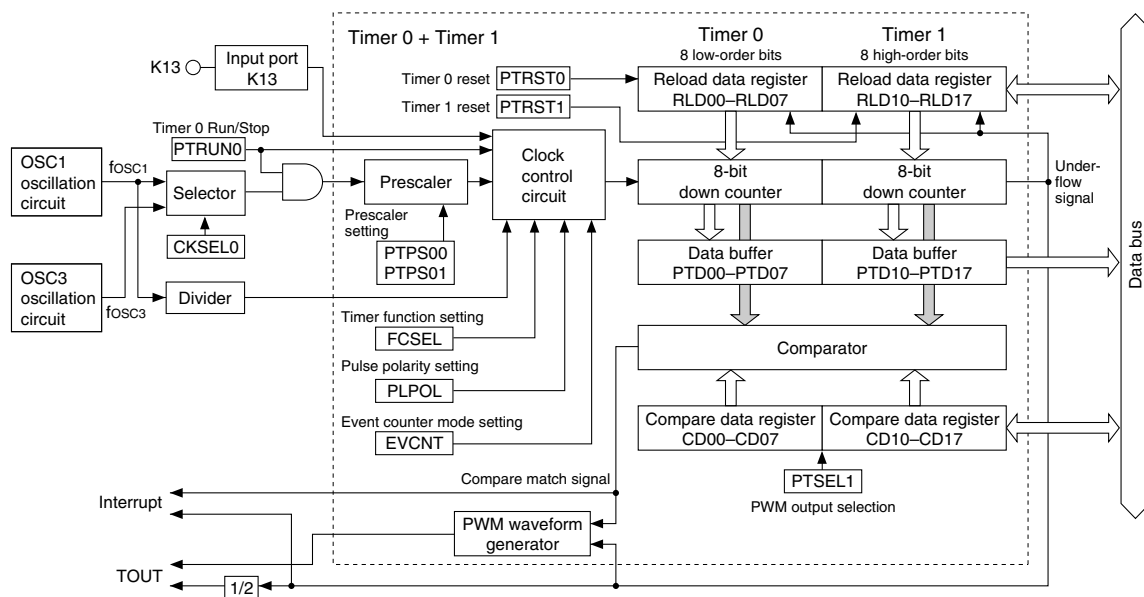 Timer 0 + Timer 1
Timer 0
8 low-order bits
Timer 1
8 high-order bits
K13
Input port
K13
Timer 0 reset
PTRST0
Timer 1 reset
PTRST1
Reload data register
RLD00–RLD07
Reload data register
RLD10–RLD17
Timer 0 Run/Stop
PTRUN0
OSC1
oscillation
circuit
fOSC1
Selector
CKSEL0
Prescaler
Prescaler
setting
PTPS00
PTPS01
Clock
control
circuit
8-bit
down counter
8-bit
down counter
Under-
flow
signal
Data buffer
PTD00–PTD07
Data buffer
PTD10–PTD17
OSC3
oscillation
circuit
fOSC3
Divider
Timer function setting
FCSEL
Pulse polarity setting
PLPOL
Event counter mode setting
EVCNT
Comparator
Compare data register
CD00–CD07
Compare data register
CD10–CD17
PTSEL1
PWM output selection
Compare match signal
Interrupt
PWM waveform
generator
TOUT
1/2
Data bus